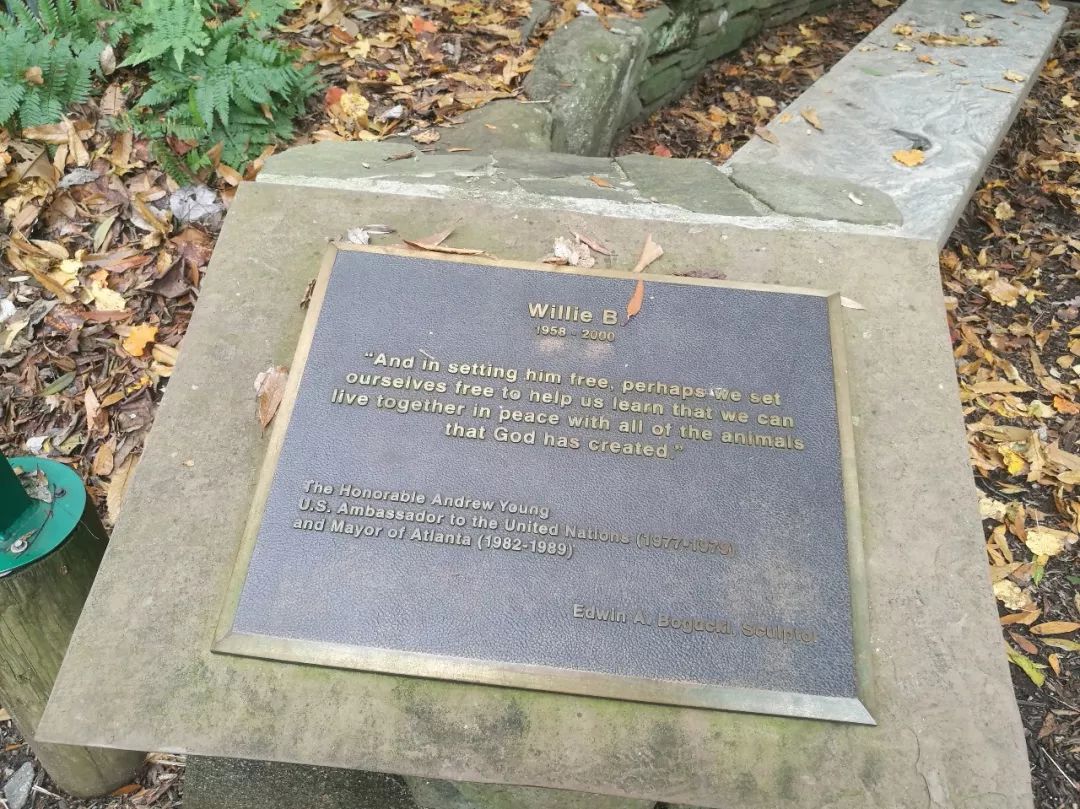 Willie B
1958 - 2000
"And in setting him free, perhaps we set
ourselves free to help us learn that we can
live together in peace with all of the animals
that God has created."
The Honorable Andrew Young
U.S. Ambassador to the United Nations (1977-1979)
and Mayor of Atlanta (1982-1989)
Edwin A. Bogucki, Sculptor